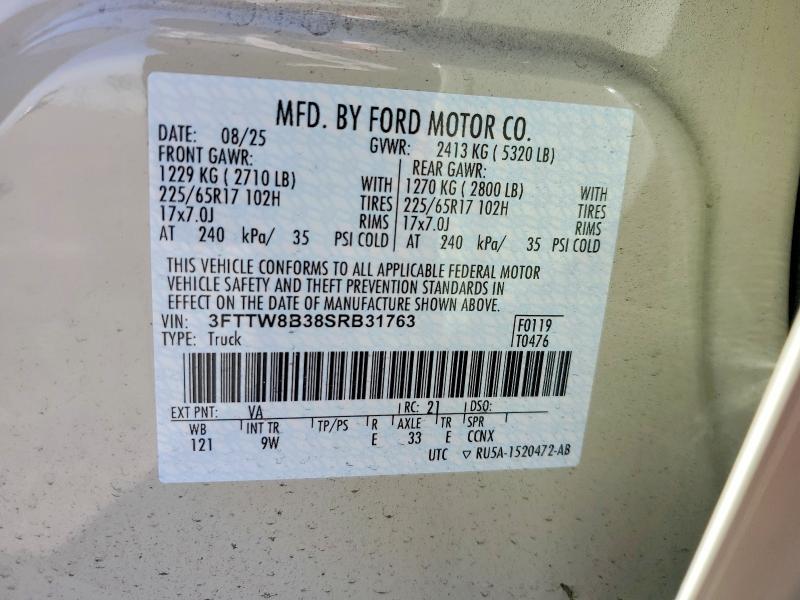 MFD. BY FORD MOTOR CO.
DATE: 08/25 GVWR: 2413 KG ( 5320 LB)
FRONT GAWR: REAR GAWR:
1229 KG ( 2710 LB) WITH 1270 KG ( 2800 LB) WITH
225/65R17 102H TIRES 225/65R17 102H TIRES
17x7.0J RIMS 17x7.0J RIMS
AT 240 kPa/ 35 PSI COLD AT 240 kPa/ 35 PSI COLD
THIS VEHICLE CONFORMS TO ALL APPLICABLE FEDERAL MOTOR
VEHICLE SAFETY AND THEFT PREVENTION STANDARDS IN
EFFECT ON THE DATE OF MANUFACTURE SHOWN ABOVE.
VIN: 3FTTW8B38SRB31763 F0119
TYPE: Truck T0476
EXT PNT: VA RC: 21 DSO:
WB INT TR TP/PS R AXLE TR SPR
121 9W E 33 E CCNX
UTC ▽ RU5A-1520472-AB